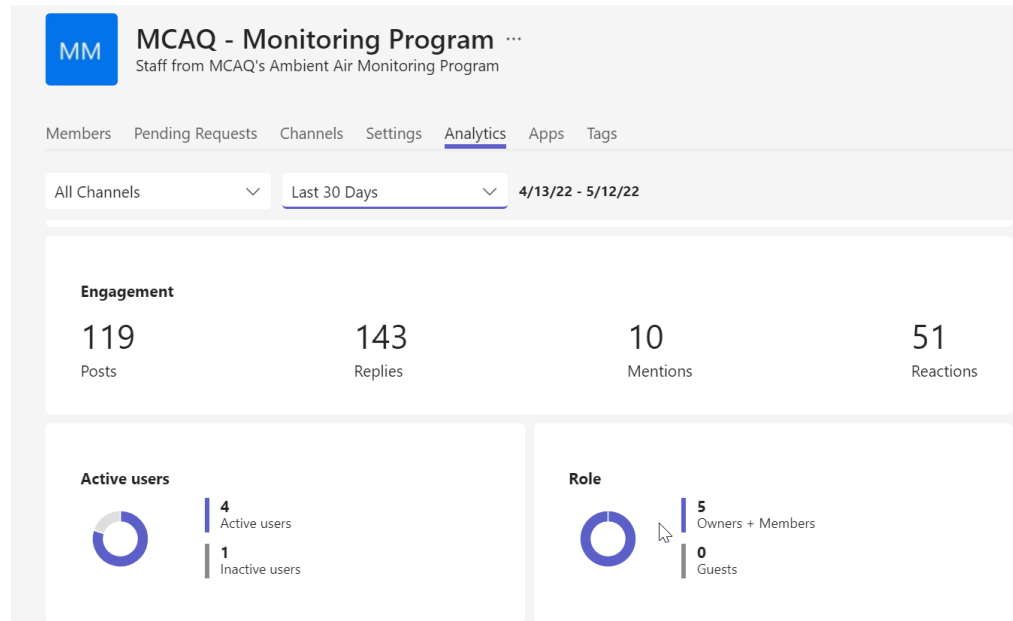 MM
MCAQ - Monitoring Program ...
Staff from MCAQ's Ambient Air Monitoring Program
Members Pending Requests Channels Settings Analytics Apps Tags
All Channels Last 30 Days 4/13/22 - 5/12/22
Engagement
119 143 10 51
Posts Replies Mentions Reactions
Active users
4
Active users
1
Inactive users
Role
5
Owners + Members
0
Guests